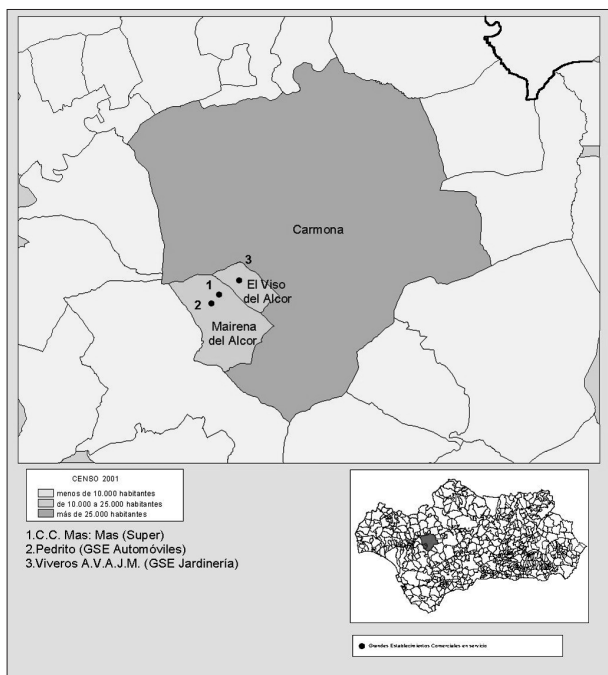 Carmona
3
El Viso
del Alcor
1
2
Mairena
del Alcor
CENSO 2001
menos de 10.000 habitantes
de 10.000 a 25.000 habitantes
más de 25.000 habitantes
1.C.C. Mas: Mas (Super)
2.Pedrito (GSE Automóviles)
3.Viveros A.V.A.J.M. (GSE Jardinería)
Grandes Establecimientos Comerciales en servicio